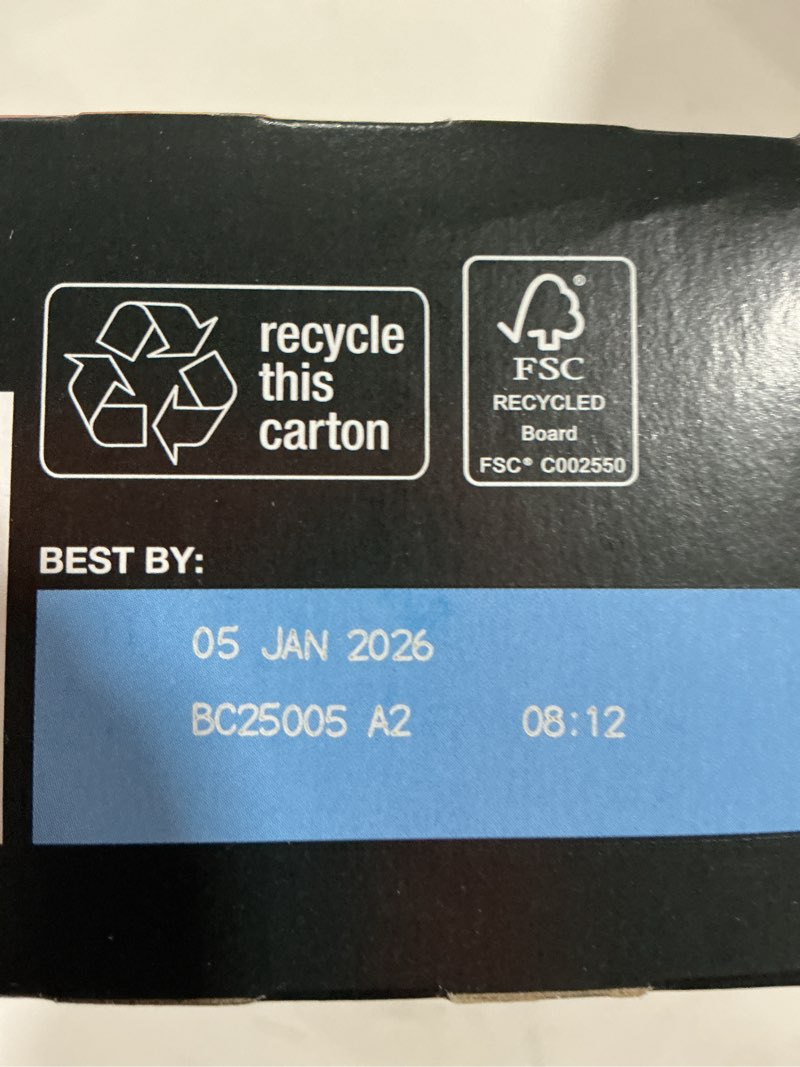 recycle
this
carton
®
FSC
RECYCLED
Board
FSC® C002550
BEST BY:
05 JAN 2026
BC25005 A2 08:12